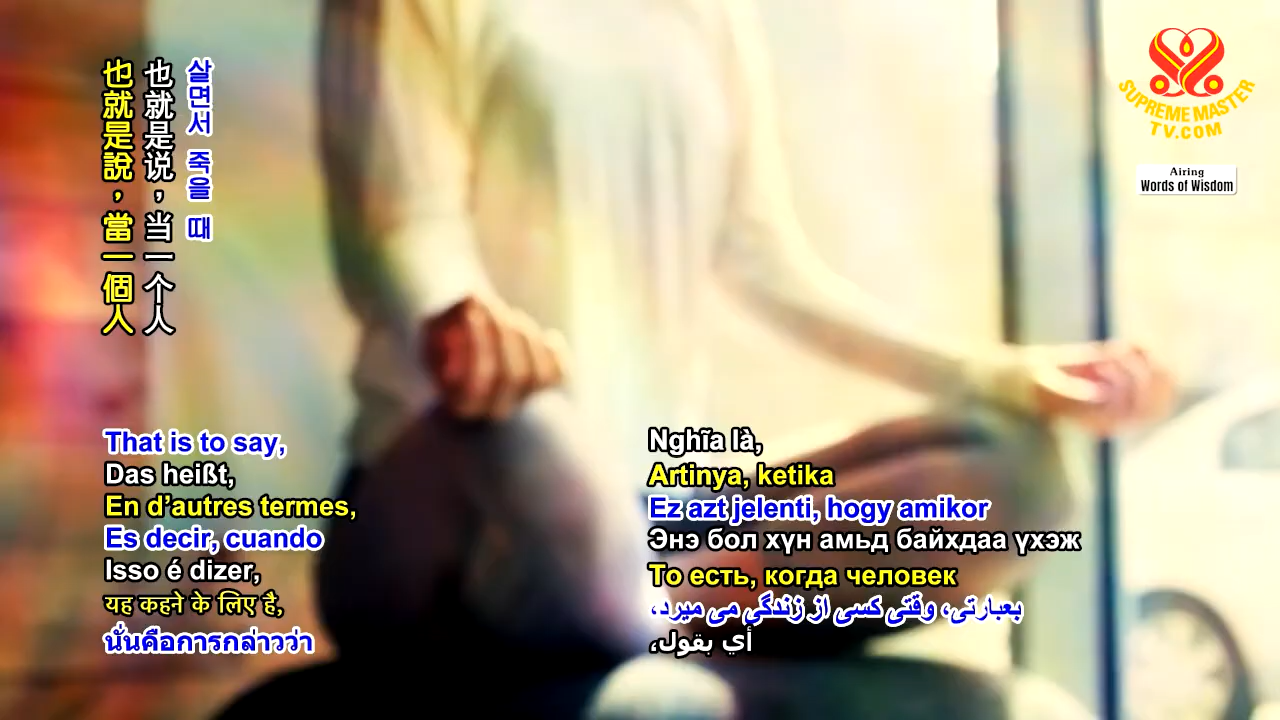 也就是說，當一個人
也就是说，当一个人
살면서 죽을 때
SUPREME MASTER
TV.COM
Airing
Words of Wisdom
That is to say,
Das heißt,
En d’autres termes,
Es decir, cuando
Isso é dizer,
यह कहने के लिए है,
นั่นคือการกล่าวว่า
Nghĩa là,
Artinya, ketika
Ez azt jelenti, hogy amikor
Энэ бол хүн амьд байхдаа үхэж
То есть, когда человек
بعبارتی، وقتی کسی از زندگی می میرد،
أي بقول،